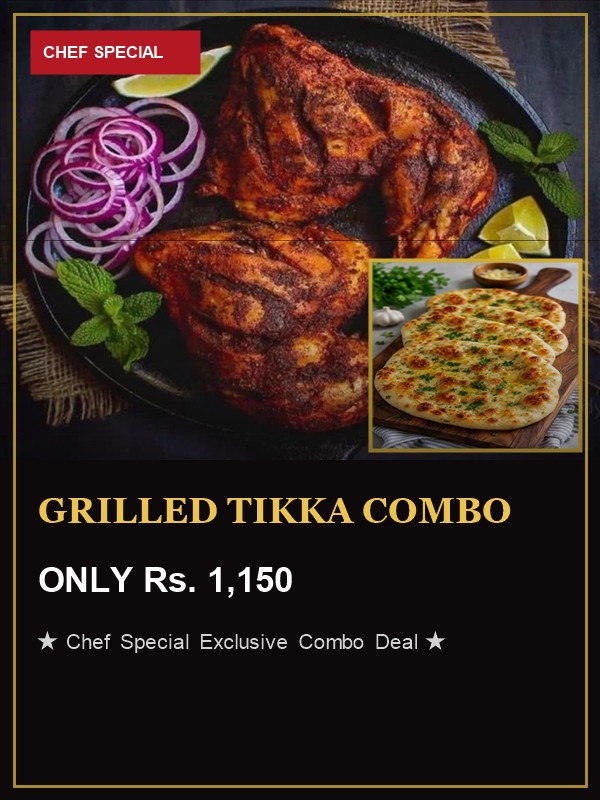 CHEF SPECIAL
GRILLED TIKKA COMBO
ONLY Rs. 1,150
★ Chef Special Exclusive Combo Deal ★